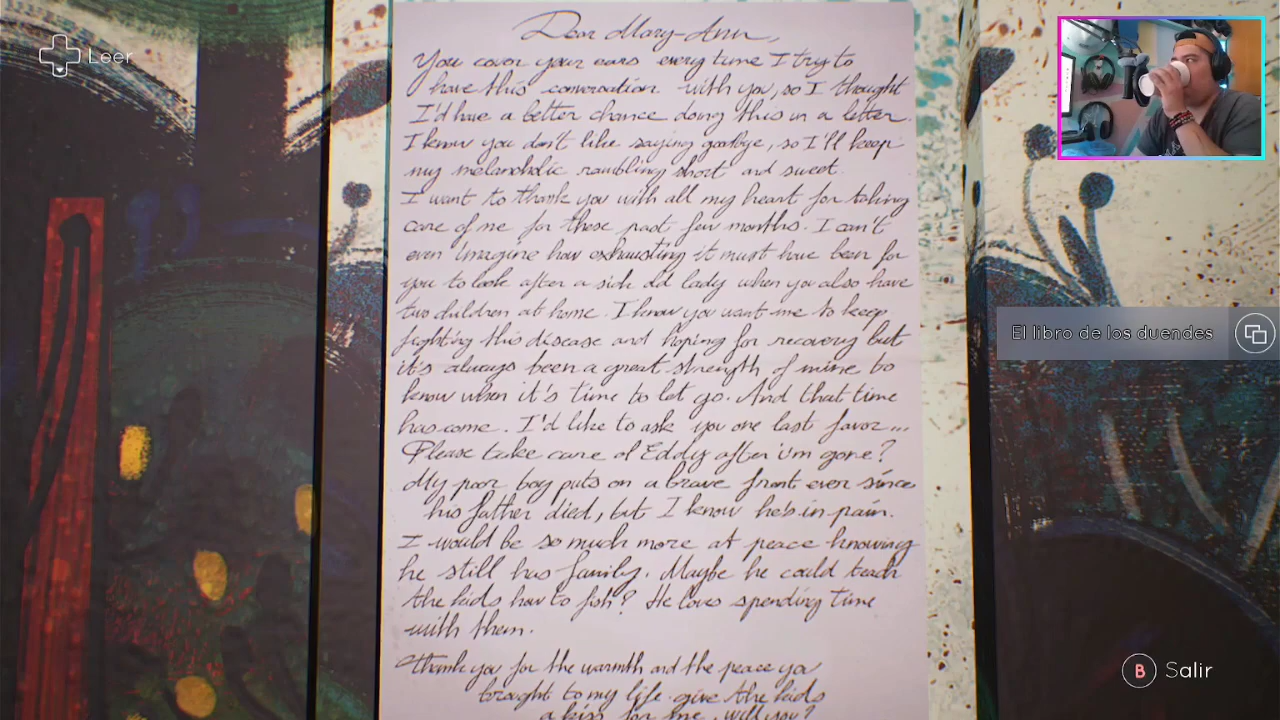 Leer
Dear Mary-Ann,
You cover your ears every time I try to
have this conversation with you, so I thought
I'd have a better chance doing this in a letter.
I know you don't like saying goodbye, so I'll keep
my melancholic rambling short and sweet.
I want to thank you with all my heart for taking
care of me for these past few months. I can't
even imagine how exhausting it must have been for
you to look after a sick old lady when you also have
two children at home. I know you want me to keep
fighting this disease and hoping for recovery but
it's always been a great strength of mine to
know when it's time to let go. And that time
has come. I'd like to ask you one last favor...
Please take care of Eddy after i'm gone?
My poor boy puts on a brave front ever since
his father died, but I know he's in pain.
I would be so much more at peace knowing
he still has family. Maybe he could teach
the kids how to fish? He loves spending time
with them.
Thank you for the warmth and the peace you
brought to my life. give the kids
a kiss for me, will you?
El libro de los duendes
B Salir